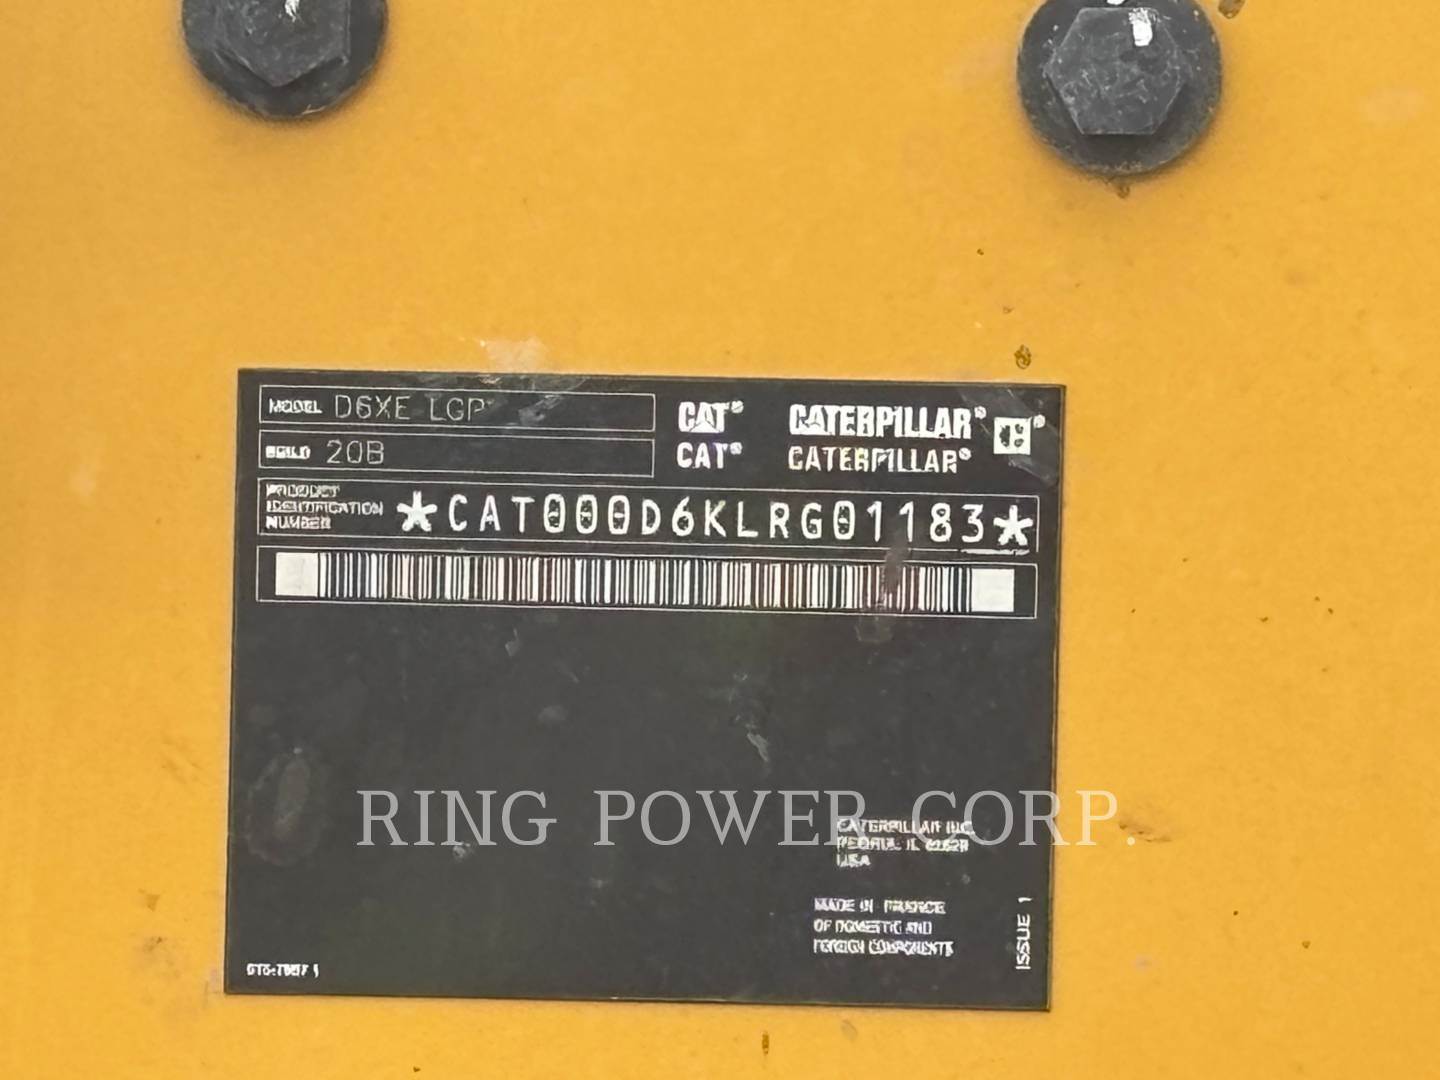 MODEL D6XE LGP
CAT® CATERPILLAR®
BUILD 20B
CAT® CATERPILLAR®
PRODUCT
IDENTIFICATION
NUMBER
*CAT000D6KLRG01183*
RING POWER CORP.
CATERPILLAR INC.
PEORIA, IL
USA
MADE IN FRANCE
OF DOMESTIC AND
FOREIGN COMPONENTS
ISSUE 1